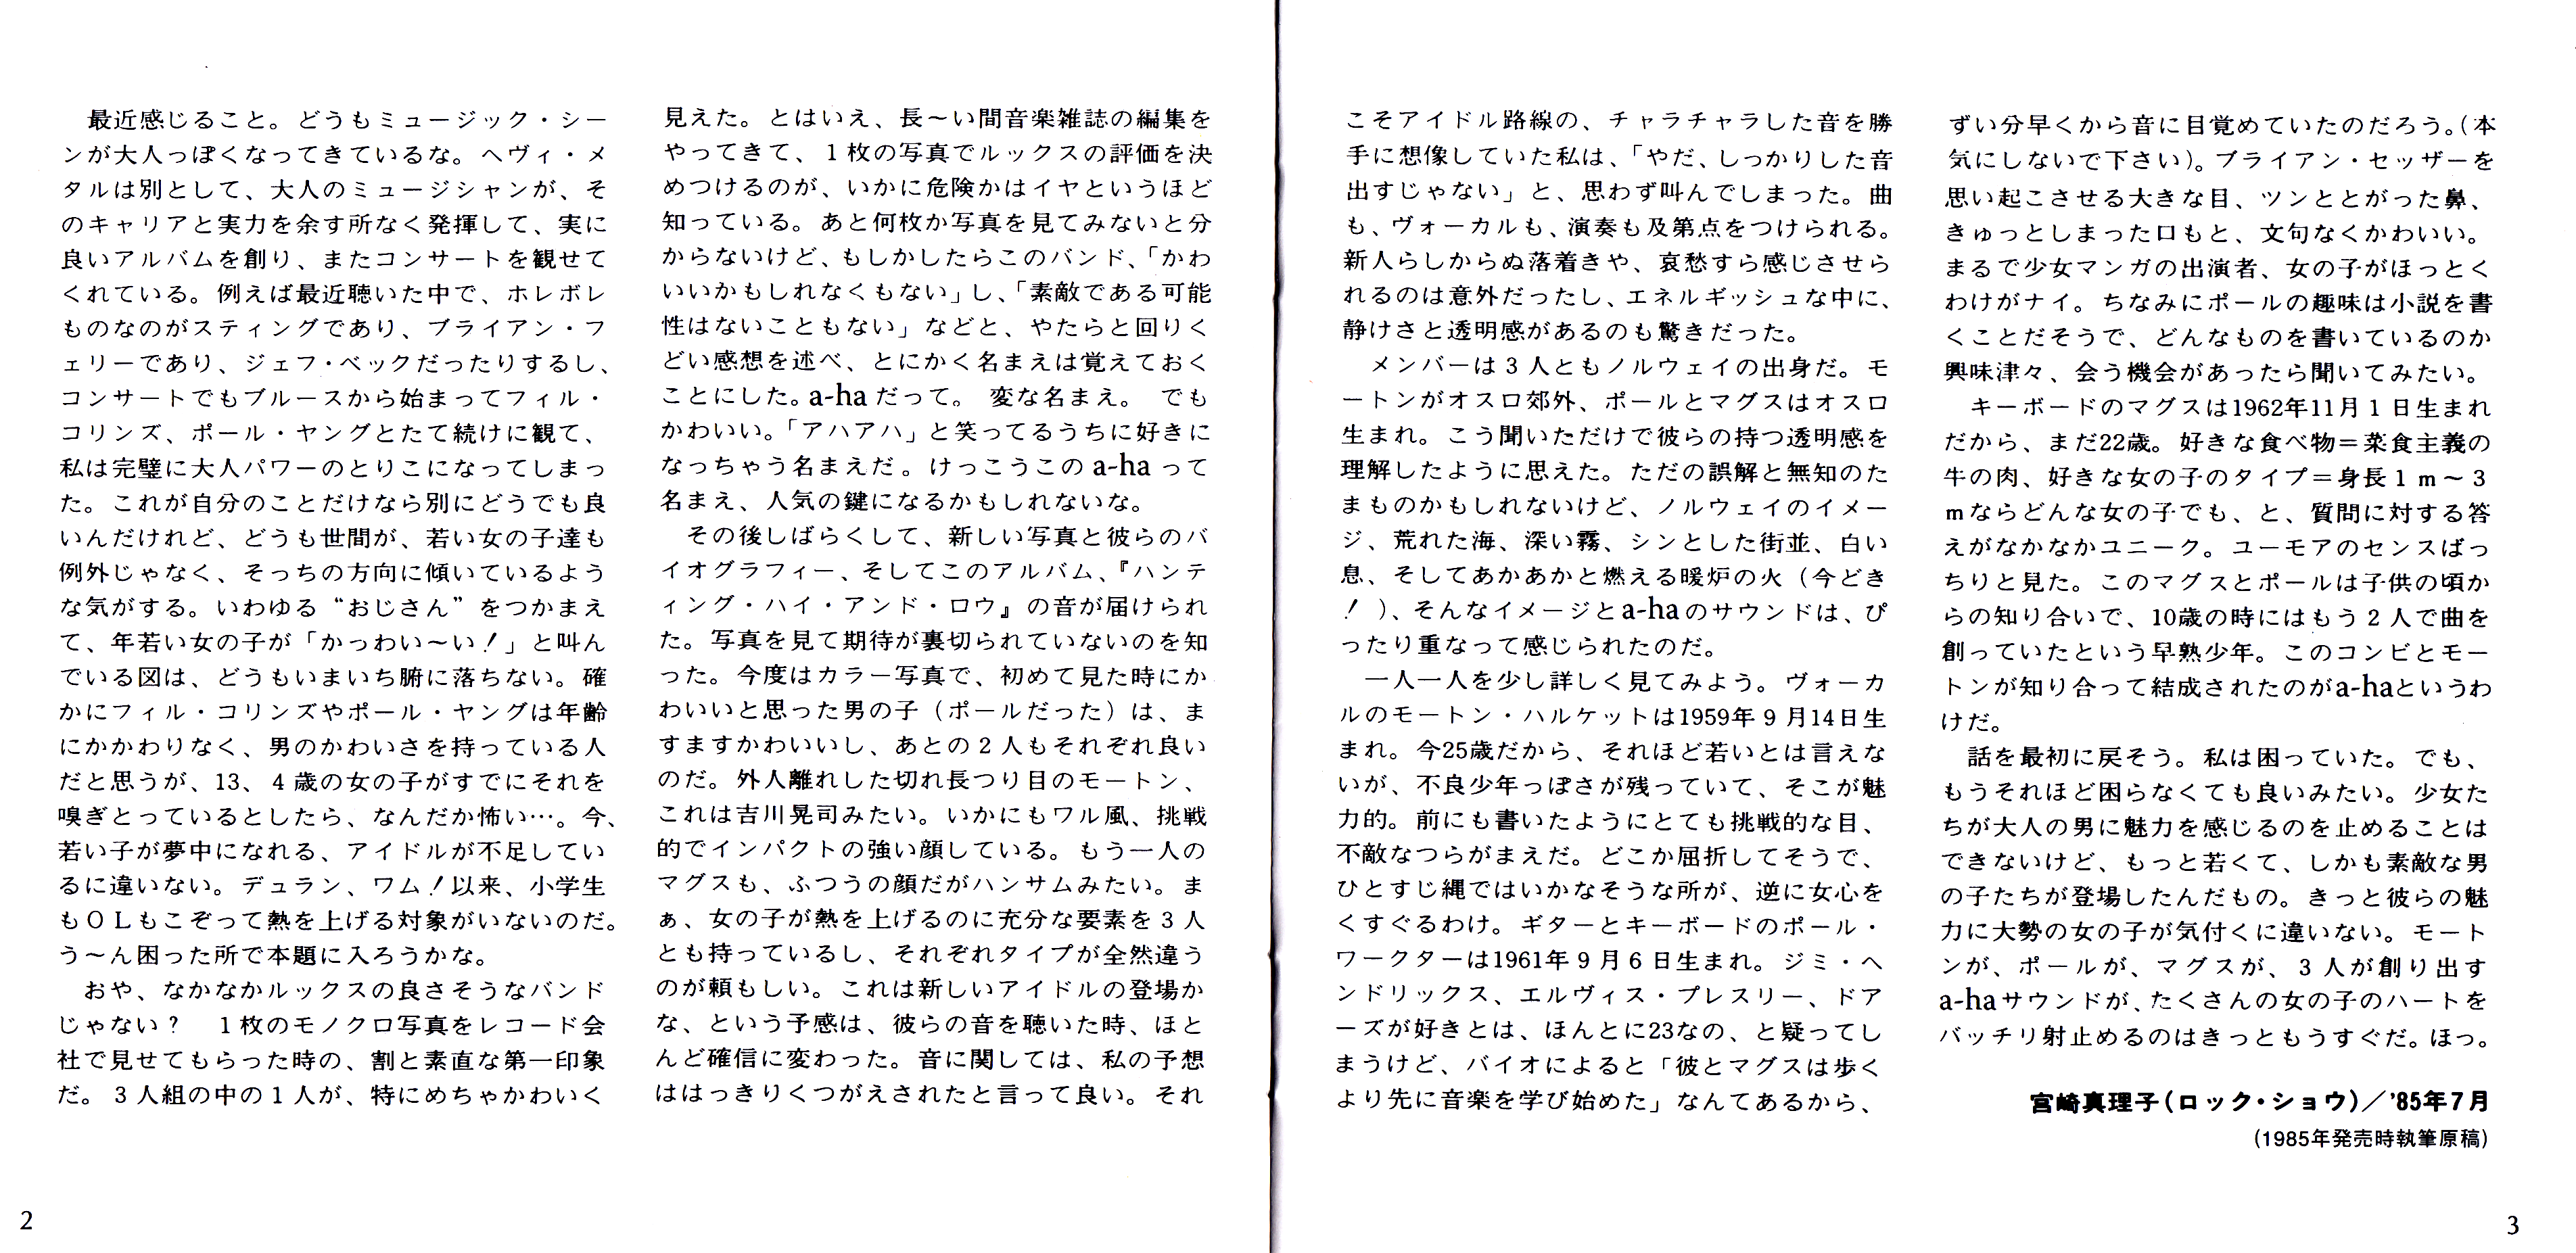 最近感じること。どうもミュージック・シー
ンが大人っぽくなってきているな。ヘヴィ・メ
タルは別として、大人のミュージシャンが、そ
のキャリアと実力を余す所なく発揮して、実に
良いアルバムを創り、またコンサートを観せて
くれている。例えば最近聴いた中で、ホレボレ
ものなのがスティングであり、ブライアン・フ
ェリーであり、ジェフ・ベックだったりするし、
コンサートでもブルースから始まってフィル・
コリンズ、ポール・ヤングとたて続けに観て、
私は完璧に大人パワーのとりこになってしまっ
た。これが自分のことだけなら別にどうでも良
いんだけれど、どうも世間が、若い女の子達も
例外じゃなく、そっちの方向に傾いているよう
な気がする。いわゆる“おじさん”をつかまえ
て、年若い女の子が「かっわい〜い！」と叫ん
でいる図は、どうもいまいち腑に落ちない。確
かにフィル・コリンズやポール・ヤングは年齢
にかかわりなく、男のかわいさを持っている人
だと思うが、13、4歳の女の子がすでにそれを
嗅ぎとっているとしたら、なんだか怖い…。今、
若い子が夢中になれる、アイドルが不足してい
るに違いない。デュラン、ワム！以来、小学生
もOLもこぞって熱を上げる対象がいないのだ。
う〜ん困った所で本題に入ろうかな。
おや、なかなかルックスの良さそうなバンド
じゃない？　1枚のモノクロ写真をレコード会
社で見せてもらった時の、割と素直な第一印象
だ。3人組の中の1人が、特にめちゃかわいく
見えた。とはいえ、長〜い間音楽雑誌の編集を
やってきて、1枚の写真でルックスの評価を決
めつけるのが、いかに危険かはイヤというほど
知っている。あと何枚か写真を見てみないと分
からないけど、もしかしたらこのバンド、「かわ
いいかもしれなくもない」し、「素敵である可能
性はないこともない」などと、やたらと回りく
どい感想を述べ、とにかく名まえは覚えておく
ことにした。a-haだって。　変な名まえ。　でも
かわいい。「アハアハ」と笑ってるうちに好きに
なっちゃう名まえだ。けっこうこのa-haって
名まえ、人気の鍵になるかもしれないな。
その後しばらくして、新しい写真と彼らのバ
イオグラフィー、そしてこのアルバム、『ハンテ
ィング・ハイ・アンド・ロウ』の音が届けられ
た。写真を見て期待が裏切られていないのを知
った。今度はカラー写真で、初めて見た時にか
わいいと思った男の子（ポールだった）は、ま
すますかわいいし、あとの2人もそれぞれ良い
のだ。外人離れした切れ長つり目のモートン、
これは吉川晃司みたい。いかにもワル風、挑戦
的でインパクトの強い顔している。もう一人の
マグスも、ふつうの顔だがハンサムみたい。ま
ぁ、女の子が熱を上げるのに充分な要素を3人
とも持っているし、それぞれタイプが全然違う
のが頼もしい。これは新しいアイドルの登場か
な、という予感は、彼らの音を聴いた時、ほと
んど確信に変わった。音に関しては、私の予想
ははっきりくつがえされたと言って良い。それ
2
こそアイドル路線の、チャラチャラした音を勝
手に想像していた私は、「やだ、しっかりした音
出すじゃない」と、思わず叫んでしまった。曲
も、ヴォーカルも、演奏も及第点をつけられる。
新人らしからぬ落着きや、哀愁すら感じさせら
れるのは意外だったし、エネルギッシュな中に、
静けさと透明感があるのも驚きだった。
メンバーは3人ともノルウェイの出身だ。モ
ートンがオスロ郊外、ポールとマグスはオスロ
生まれ。こう聞いただけで彼らの持つ透明感を
理解したように思えた。ただの誤解と無知のた
まものかもしれないけど、ノルウェイのイメー
ジ、荒れた海、深い霧、シンとした街並、白い
息、そしてあかあかと燃える暖炉の火（今どき
！）、そんなイメージとa-haのサウンドは、ぴ
ったり重なって感じられたのだ。
一人一人を少し詳しく見てみよう。ヴォーカ
ルのモートン・ハルケットは1959年9月14日生
まれ。今25歳だから、それほど若いとは言えな
いが、不良少年っぽさが残っていて、そこが魅
力的。前にも書いたようにとても挑戦的な目、
不敵なつらがまえだ。どこか屈折してそうで、
ひとすじ縄ではいかなそうな所が、逆に女心を
くすぐるわけ。ギターとキーボードのポール・
ワークターは1961年9月6日生まれ。ジミ・ヘ
ンドリックス、エルヴィス・プレスリー、ドア
ーズが好きとは、ほんとに23なの、と疑ってし
まうけど、バイオによると「彼とマグスは歩く
より先に音楽を学び始めた」なんてあるから、
ずい分早くから音に目覚めていたのだろう。（本
気にしないで下さい）。ブライアン・セッザーを
思い起こさせる大きな目、ツンととがった鼻、
きゅっとしまった口もと、文句なくかわいい。
まるで少女マンガの出演者、女の子がほっとく
わけがナイ。ちなみにポールの趣味は小説を書
くことだそうで、どんなものを書いているのか
興味津々、会う機会があったら聞いてみたい。
キーボードのマグスは1962年11月1日生まれ
だから、まだ22歳。好きな食べ物＝菜食主義の
牛の肉、好きな女の子のタイプ＝身長1m〜3
mならどんな女の子でも、と、質問に対する答
えがなかなかユニーク。ユーモアのセンスばっ
ちりと見た。このマグスとポールは子供の頃か
らの知り合いで、10歳の時にはもう2人で曲を
創っていたという早熟少年。このコンビとモー
トンが知り合って結成されたのがa-haというわ
けだ。
話を最初に戻そう。私は困っていた。でも、
もうそれほど困らなくても良いみたい。少女た
ちが大人の男に魅力を感じるのを止めることは
できないけど、もっと若くて、しかも素敵な男
の子たちが登場したんだもの。きっと彼らの魅
力に大勢の女の子が気付くに違いない。モート
ンが、ポールが、マグスが、3人が創り出す
a-haサウンドが、たくさんの女の子のハートを
バッチリ射止めるのはきっともうすぐだ。ほっ。
宮崎真理子（ロック・ショウ）／'85年7月
（1985年発売時執筆原稿）
3